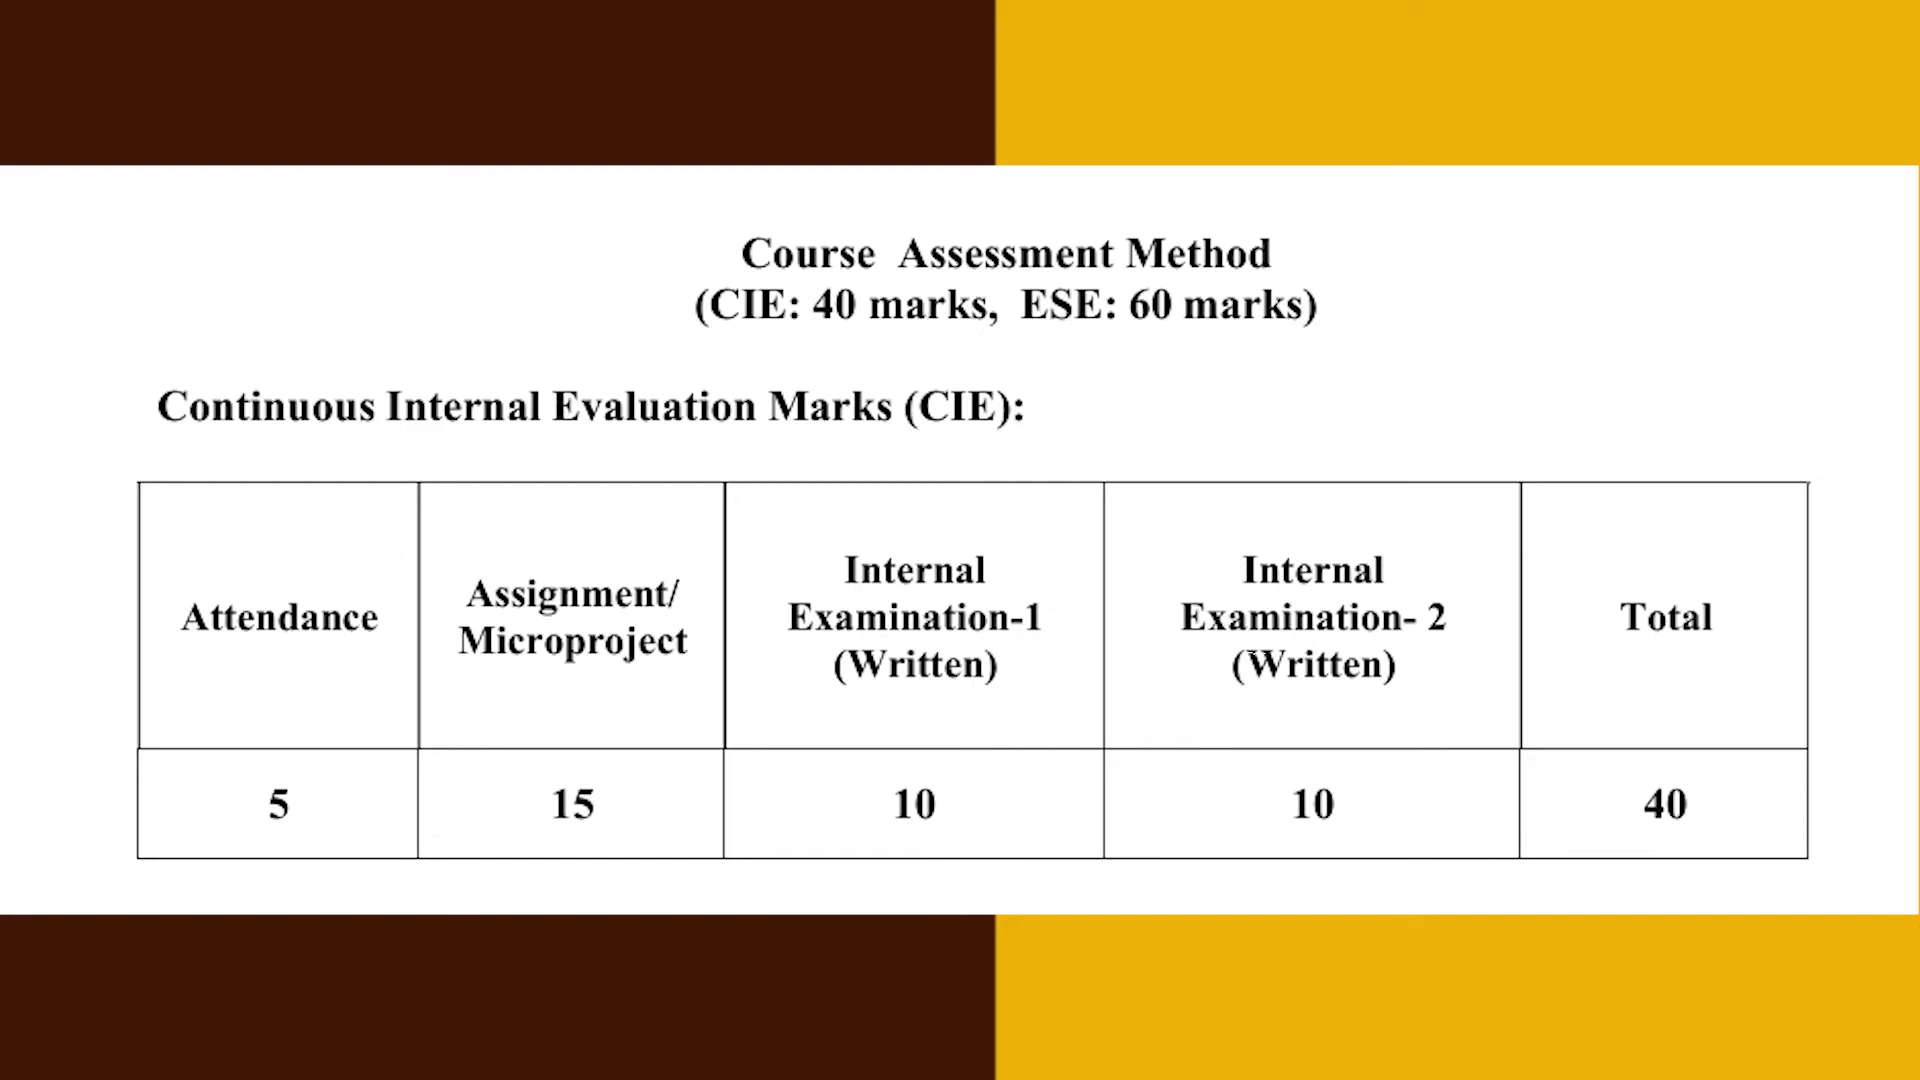 Course Assessment Method
(CIE: 40 marks, ESE: 60 marks)
Continuous Internal Evaluation Marks (CIE):
Attendance
Assignment/
Microproject
Internal
Examination-1
(Written)
Internal
Examination- 2
(Written)
Total
5
15
10
10
40